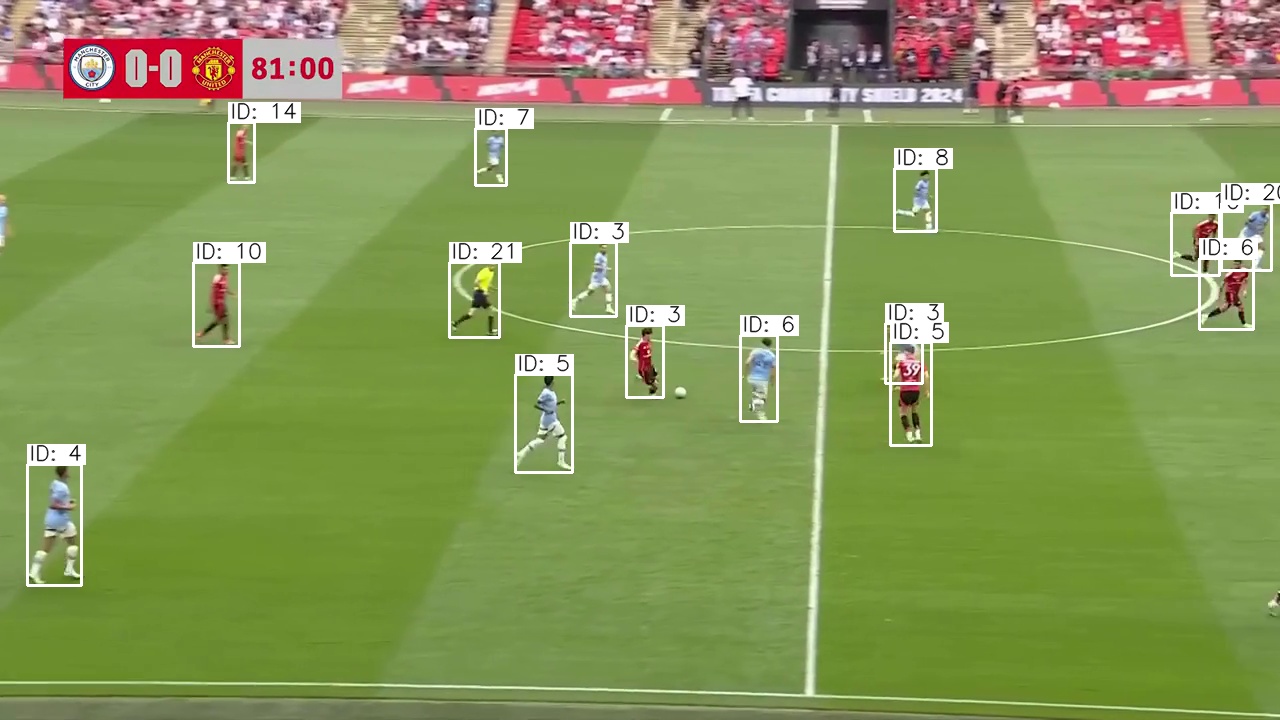 MANCHESTER CITY
0-0
MANCHESTER UNITED
81:00
COMMUNITY SHIELD 2024
ID: 14
ID: 7
ID: 8
ID: 20
ID: 3
ID: 10
ID: 21
ID: 6
ID: 3
ID: 3
ID: 6
ID: 5
39
ID: 5
ID: 4